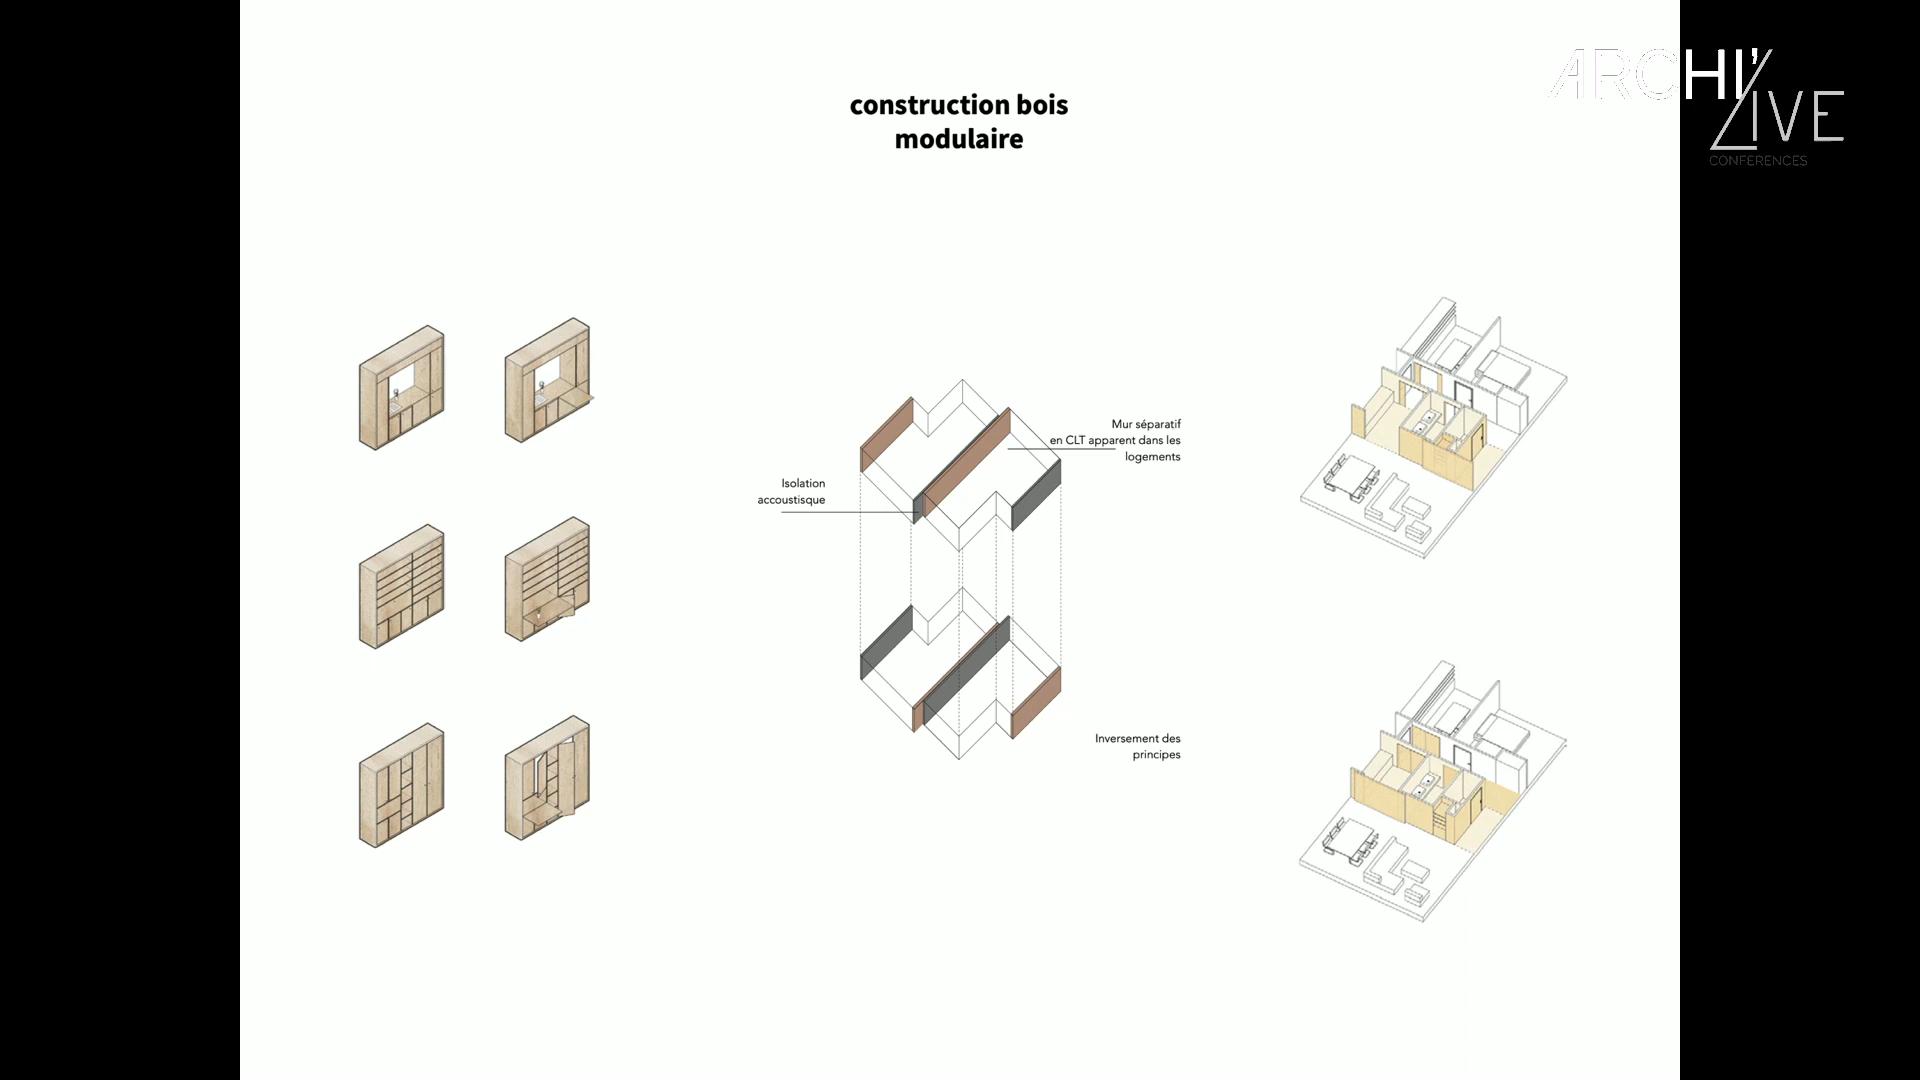 construction bois
modulaire
ARCHI'
LIVE
CONFERENCES
Mur séparatif
en CLT apparent dans les
logements
Isolation
accoustisque
Inversement des
principes